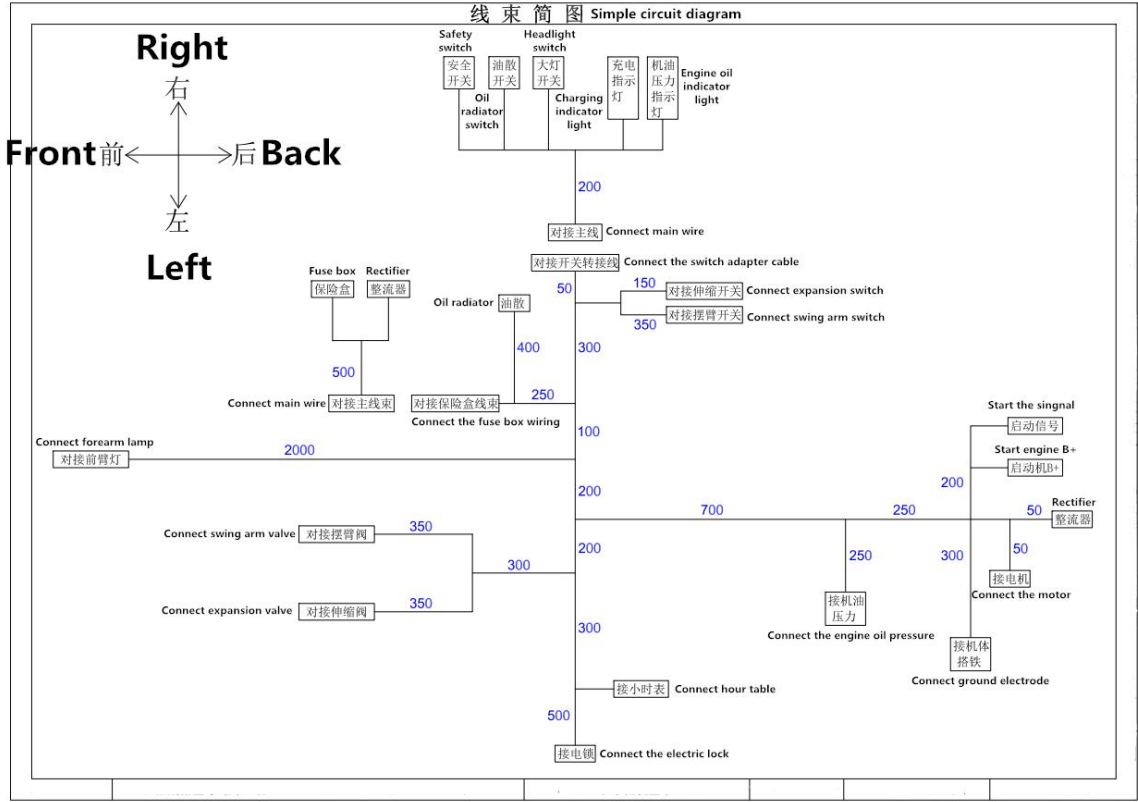 线束简图 Simple circuit diagram
Right
右
Front 前
后 Back
左
Left
Safety switch
安全
开关
油散
开关
Oil radiator switch
Headlight switch
大灯
开关
Charging indicator light
充电
指示
灯
机油
压力
指示
灯
Engine oil indicator light
200
对接主线 Connect main wire
对接开关转接线 Connect the switch adapter cable
50
150
对接伸缩开关 Connect expansion switch
对接摆臂开关 Connect swing arm switch
350
Fuse box
保险盒
Rectifier
整流器
Oil radiator 油散
400
300
500
250
Connect main wire 对接主线束
对接保险盒线束
Connect the fuse box wiring
100
Connect forearm lamp
对接前臂灯
2000
200
Start the singnal
启动信号
Start engine B+
启动机B+
200
Rectifier
整流器
700
250
50
Connect swing arm valve 对接摆臂阀
350
200
250
300
50
300
接电机
Connect the motor
Connect expansion valve 对接伸缩阀
350
接机油
压力
Connect the engine oil pressure
300
接机体
搭铁
Connect ground electrode
接小时表 Connect hour table
500
接电锁 Connect the electric lock